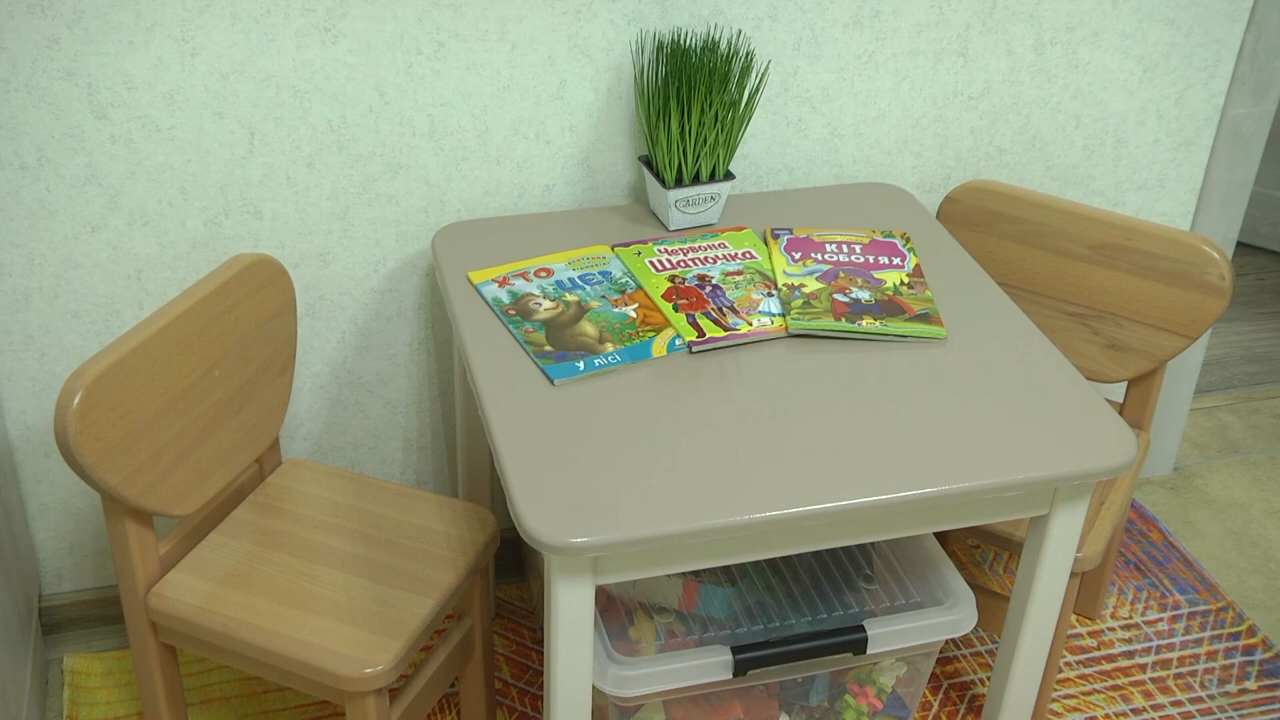 GARDEN
ХТО
ЦЕ?
У ЛІСІ
Червона
Шапочка
КІТ
У ЧОБОТЯХ